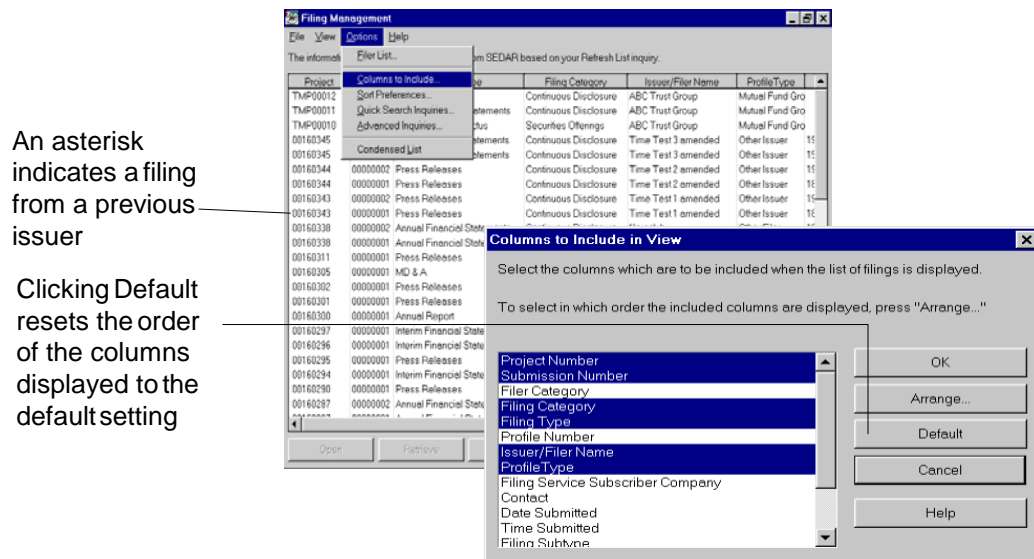 An asterisk
indicates a filing
from a previous
issuer
Clicking Default
resets the order
of the columns
displayed to the
default setting
Filing Management
File View Options Help
The informati
om SEDAR based on your Refresh List inquiry.
Filer List...
Columns to Include...
Sort Preferences...
Quick Search Inquiries...
Advanced Inquiries...
Condensed List
Project Filing Category Issuer/Filer Name ProfileType
TMP00012 Continuous Disclosure ABC Trust Group Mutual Fund Gro
TMP00011 atements Continuous Disclosure ABC Trust Group Mutual Fund Gro
TMP00010 ctus Securities Offerings ABC Trust Group Mutual Fund Gro
00160345 atements Continuous Disclosure Time Test 3 amended Other Issuer
00160345 atements Continuous Disclosure Time Test 3 amended Other Issuer
00160344 00000002 Press Releases Continuous Disclosure Time Test 2 amended Other Issuer
00160344 00000001 Press Releases Continuous Disclosure Time Test 2 amended Other Issuer
00160343 00000002 Press Releases Continuous Disclosure Time Test 1 amended Other Issuer
00160343 00000001 Press Releases Continuous Disclosure Time Test 1 amended Other Issuer
00160338 00000002 Annual Financial
00160338 00000001 Annual Financial State
00160311 00000001 Press Releases
00160305 00000001 MD & A
00160302 00000001 Press Releases
00160301 00000001 Press Releases
00160300 00000001 Annual Report
00160297 00000001 Interim Financial State
00160296 00000001 Interim Financial State
00160295 00000001 Press Releases
00160294 00000001 Interim Financial State
00160290 00000001 Press Releases
00160287 00000002 Annual Financial State
Open Retrieve
Columns to Include in View
Select the columns which are to be included when the list of filings is displayed.
To select in which order the included columns are displayed, press "Arrange..."
Project Number
Submission Number
Filer Category
Filing Category
Filing Type
Profile Number
Issuer/Filer Name
ProfileType
Filing Service Subscriber Company
Contact
Date Submitted
Time Submitted
Filing Subtype
OK
Arrange...
Default
Cancel
Help